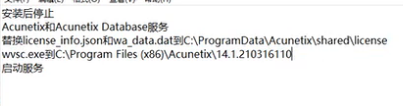 安装后停止
Acunetix和Acunetix Database服务
替换license_info.json和wa_data.dat到C:\ProgramData\Acunetix\shared\license
wvsc.exe到C:\Program Files (x86)\Acunetix\14.1.210316110
启动服务